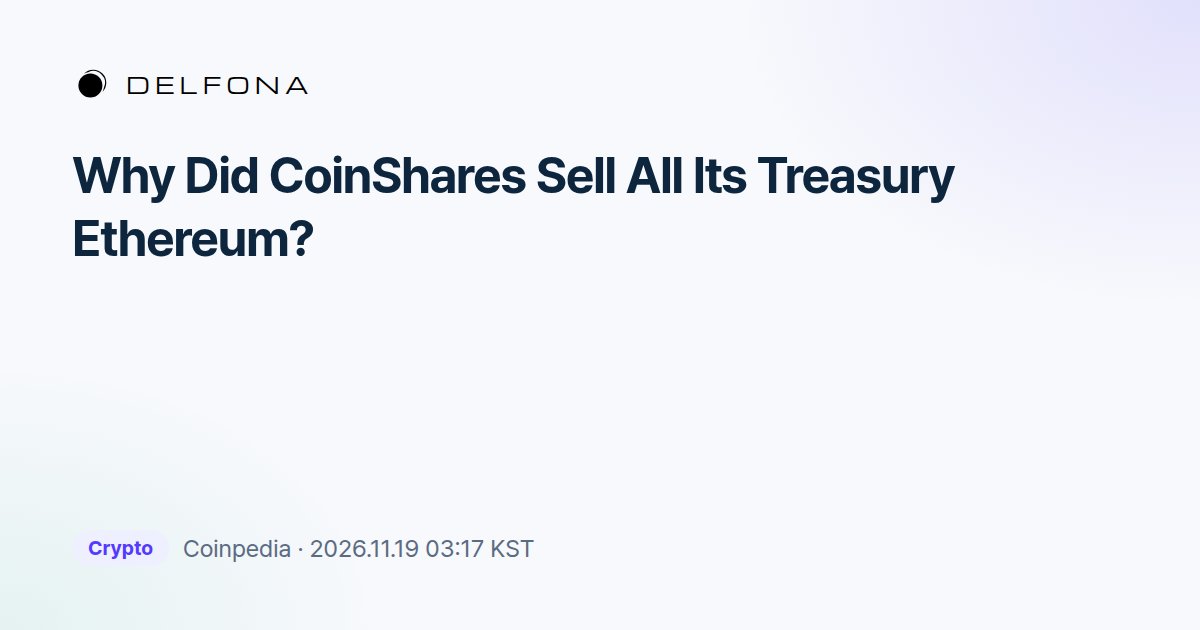 DELFONA
Why Did CoinShares Sell All Its Treasury
Ethereum?
Crypto Coinpedia · 2026.11.19 03:17 KST